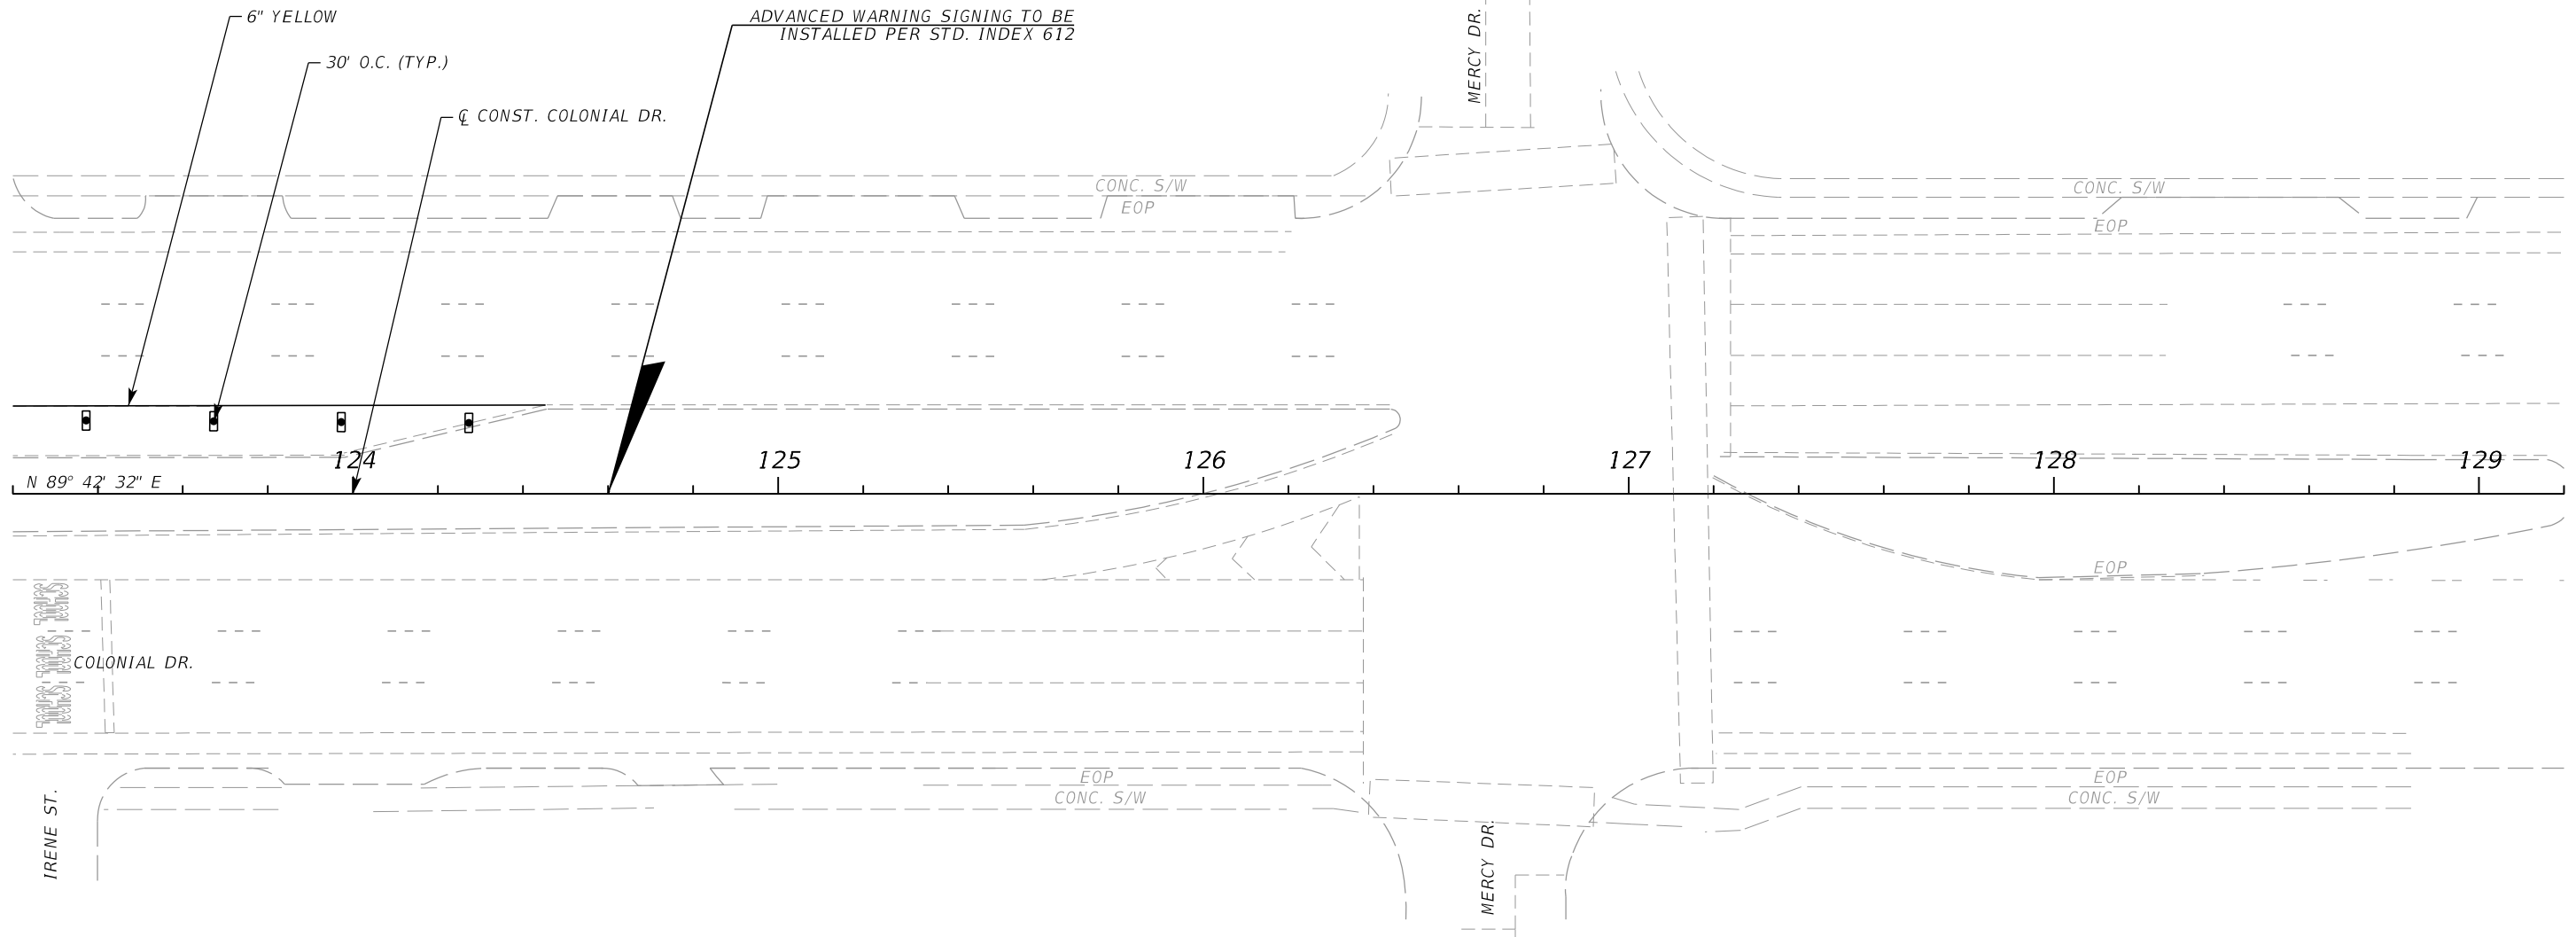 6" YELLOW
30' O.C. (TYP.)
℄ CONST. COLONIAL DR.
ADVANCED WARNING SIGNING TO BE
INSTALLED PER STD. INDEX 612
MERCY DR.
CONC. S/W
EOP
CONC. S/W
EOP
124
125
126
127
128
129
N 89° 42' 32" E
EOP
COLONIAL DR.
IRENE ST.
EOP
CONC. S/W
MERCY DR.
EOP
CONC. S/W